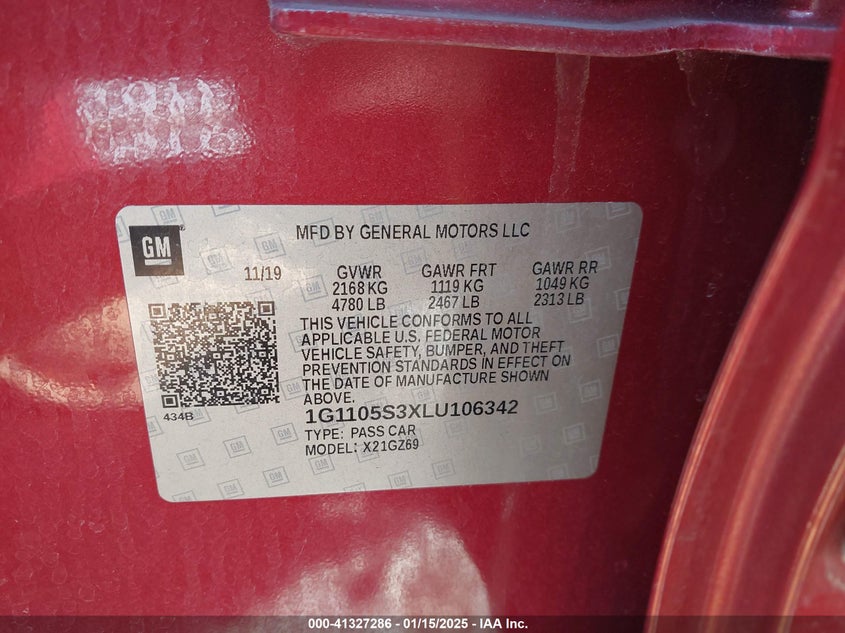 GM
MFD BY GENERAL MOTORS LLC
11/19 GVWR GAWR FRT GAWR RR
2168 KG 1119 KG 1049 KG
4780 LB 2467 LB 2313 LB
THIS VEHICLE CONFORMS TO ALL
APPLICABLE U.S. FEDERAL MOTOR
VEHICLE SAFETY, BUMPER, AND THEFT
PREVENTION STANDARDS IN EFFECT ON
THE DATE OF MANUFACTURE SHOWN
ABOVE.
434B
1G1105S3XLU106342
TYPE: PASS CAR
MODEL: X21GZ69
000-41327286 - 01/15/2025 - IAA Inc.